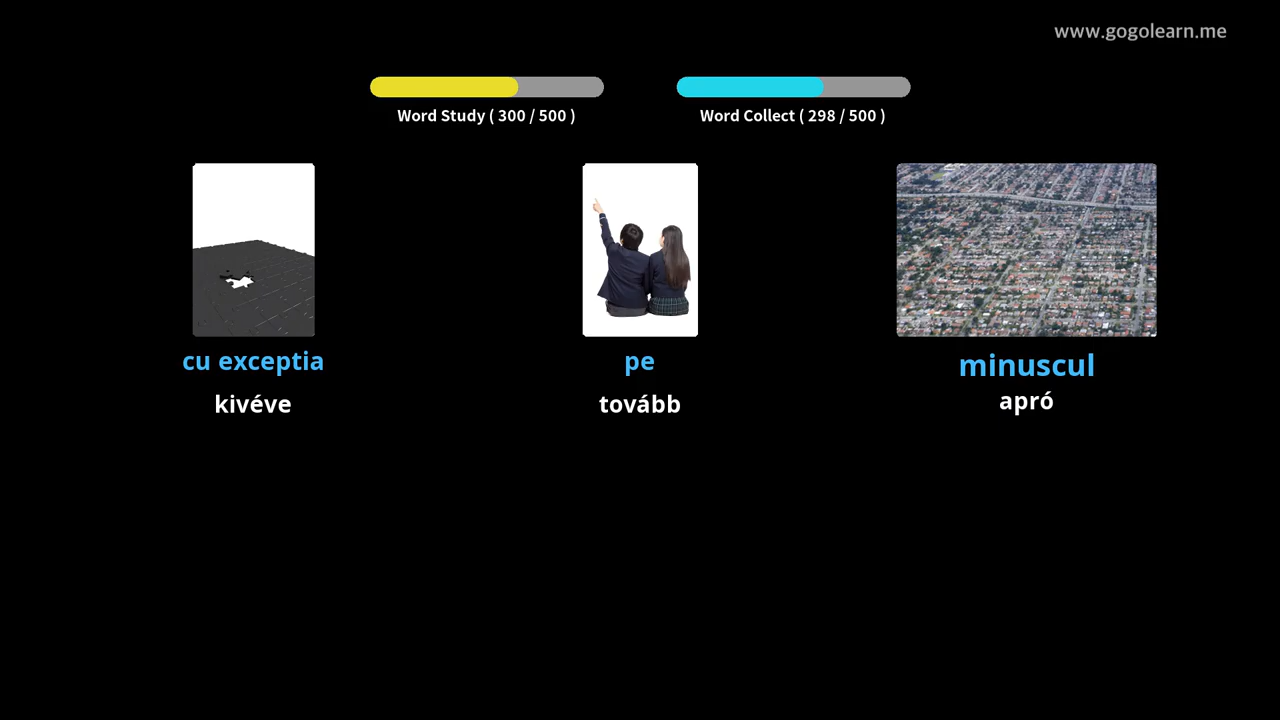 www.gogolearn.me
Word Study ( 300 / 500 )
Word Collect ( 298 / 500 )
cu exceptia
kivéve
pe
tovább
minuscul
apró